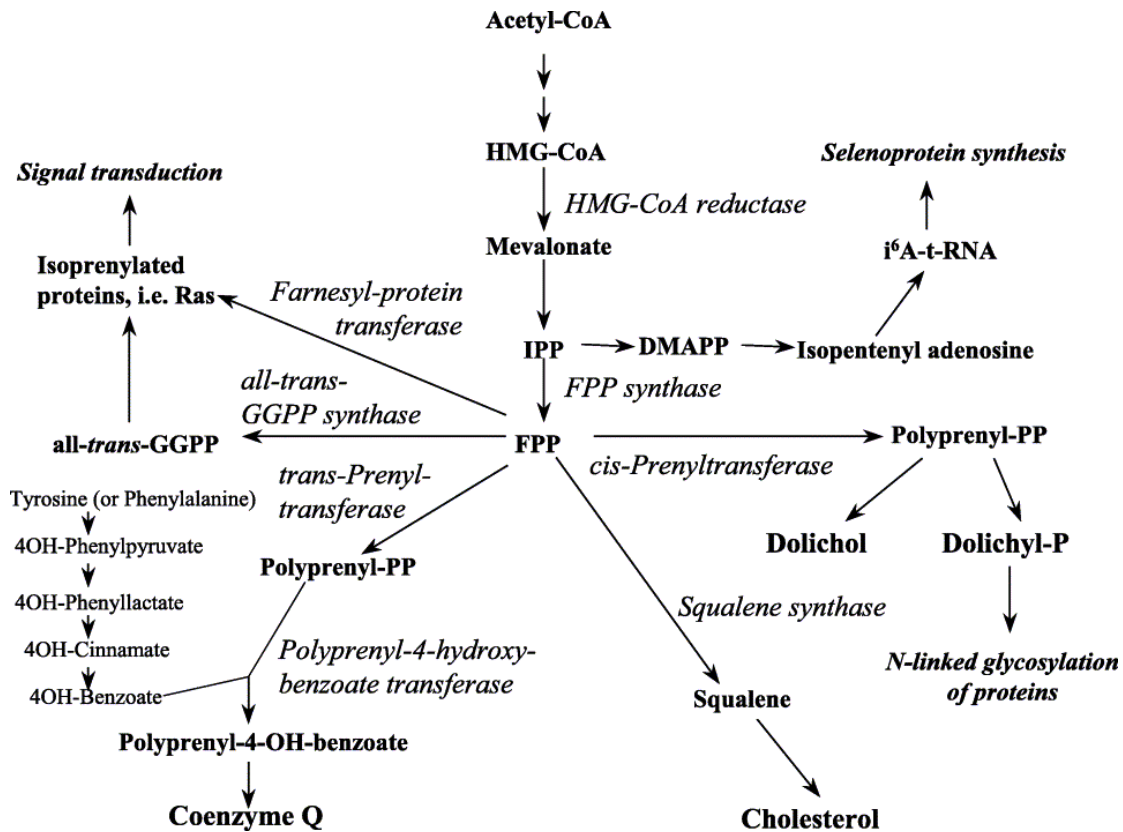 Acetyl-CoA
HMG-CoA
Selenoprotein synthesis
Signal transduction
HMG-CoA reductase
Mevalonate
i⁶A-t-RNA
Isoprenylated
proteins, i.e. Ras
Farnesyl-protein
transferase
IPP
DMAPP
Isopentenyl adenosine
all-trans-
GGPP synthase
FPP synthase
all-trans-GGPP
FPP
Polyprenyl-PP
cis-Prenyltransferase
trans-Prenyl-
transferase
Tyrosine (or Phenylalanine)
4OH-Phenylpyruvate
Polyprenyl-PP
Dolichol
Dolichyl-P
4OH-Phenyllactate
Squalene synthase
4OH-Cinnamate
Polyprenyl-4-hydroxy-
benzoate transferase
N-linked glycosylation
of proteins
4OH-Benzoate
Squalene
Polyprenyl-4-OH-benzoate
Coenzyme Q
Cholesterol